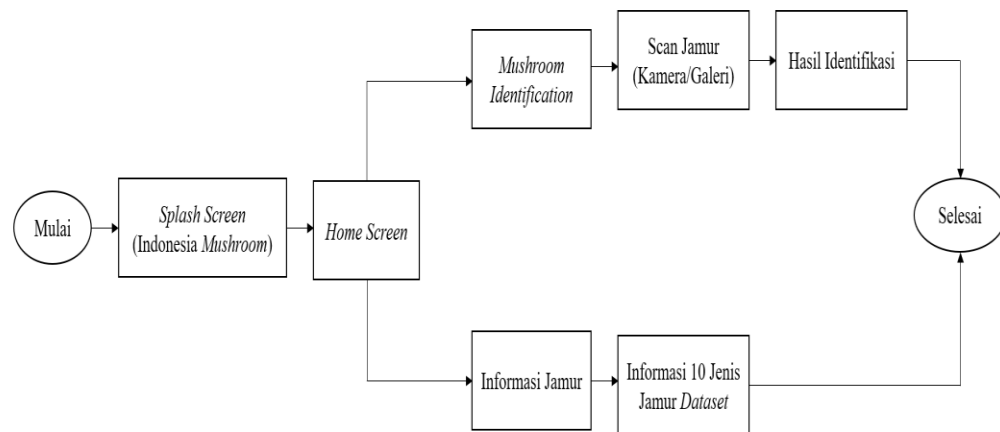 Mulai
Splash Screen
(Indonesia Mushroom)
Home Screen
Mushroom
Identification
Scan Jamur
(Kamera/Galeri)
Hasil Identifikasi
Informasi Jamur
Informasi 10 Jenis
Jamur Dataset
Selesai